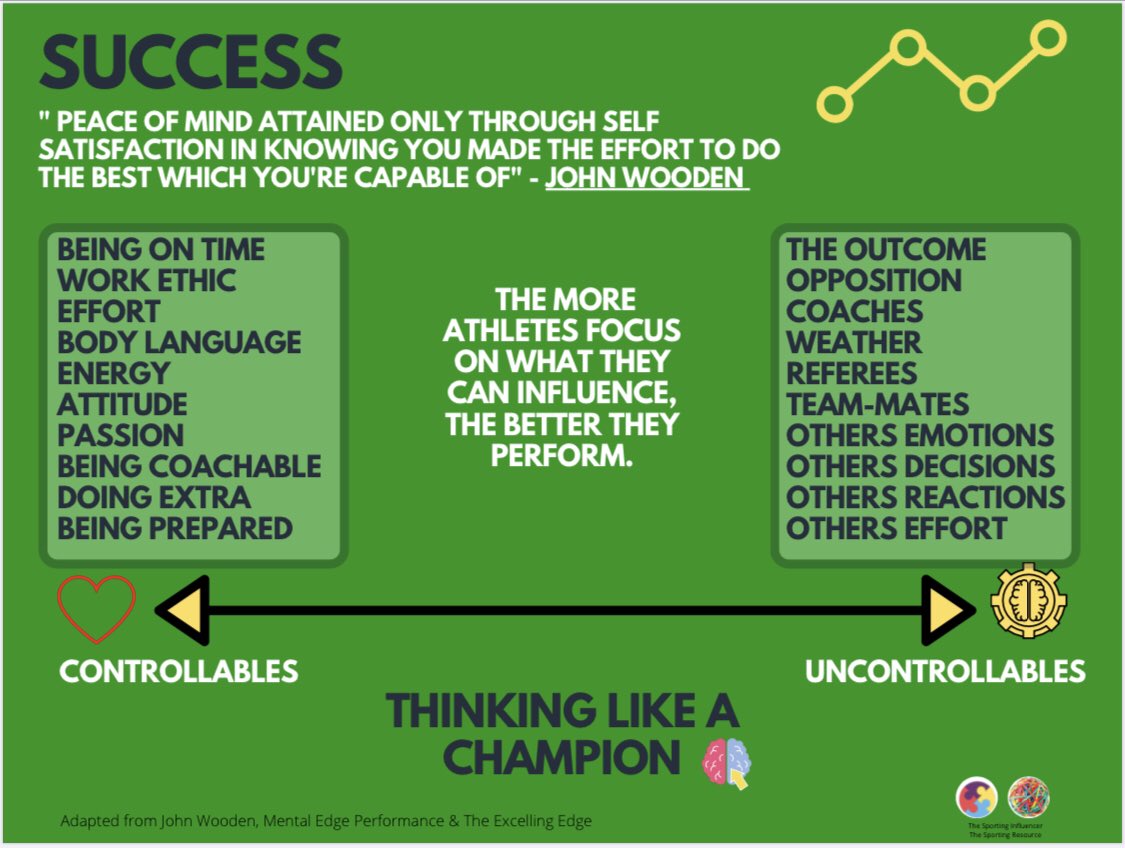 SUCCESS
" PEACE OF MIND ATTAINED ONLY THROUGH SELF
SATISFACTION IN KNOWING YOU MADE THE EFFORT TO DO
THE BEST WHICH YOU'RE CAPABLE OF" - JOHN WOODEN
BEING ON TIME
WORK ETHIC
EFFORT
BODY LANGUAGE
ENERGY
ATTITUDE
PASSION
BEING COACHABLE
DOING EXTRA
BEING PREPARED
THE MORE
ATHLETES FOCUS
ON WHAT THEY
CAN INFLUENCE,
THE BETTER THEY
PERFORM.
THE OUTCOME
OPPOSITION
COACHES
WEATHER
REFEREES
TEAM-MATES
OTHERS EMOTIONS
OTHERS DECISIONS
OTHERS REACTIONS
OTHERS EFFORT
CONTROLLABLES
UNCONTROLLABLES
THINKING LIKE A
CHAMPION
Adapted from John Wooden, Mental Edge Performance & The Excelling Edge
The Sporting Influencer
The Sporting Resource